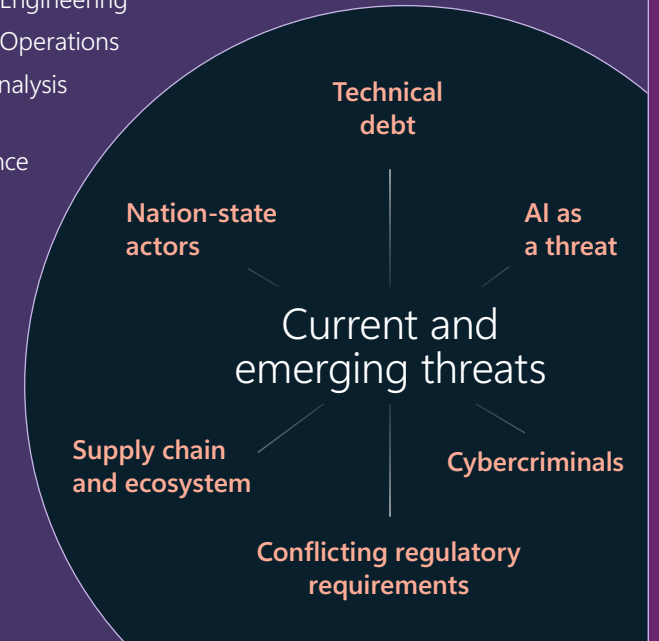 Engineering
Operations
nalysis
nce
Technical
debt
Nation-state
actors
AI as
a threat
Current and
emerging threats
Supply chain
and ecosystem
Cybercriminals
Conflicting regulatory
requirements